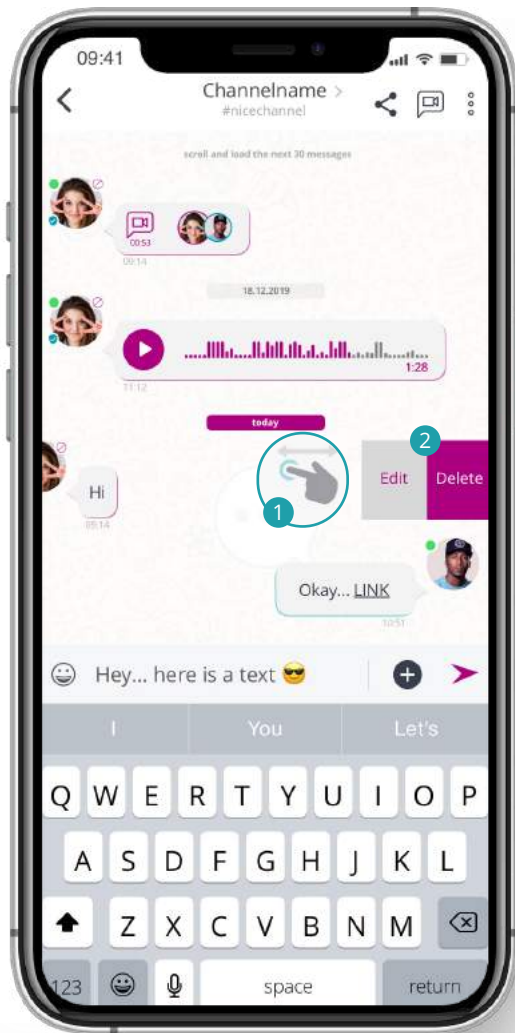 09:41
Channelname >
#nicechannel
scroll and load the next 30 messages
00:53
09:14
18.12.2019
1:28
11:12
today
2
Edit Delete
1
Hi
09:14
Okay... LINK
10:51
Hey... here is a text 😎
I You Let's
Q W E R T Y U I O P
A S D F G H J K L
Z X C V B N M
123 space return